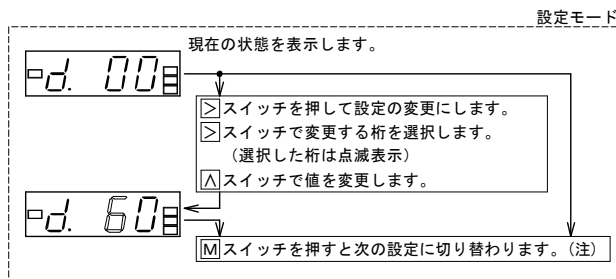 設定モード
現在の状態を表示します。
-d. 00
>スイッチを押して設定の変更にします。
>スイッチで変更する桁を選択します。
(選択した桁は点滅表示)
∧スイッチで値を変更します。
-d. 60
Mスイッチを押すと次の設定に切り替わります。(注)